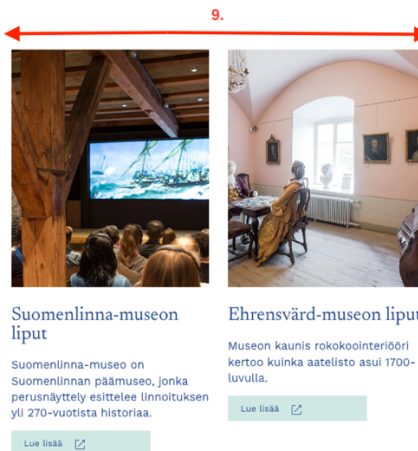 9.
Suomenlinna-museon
liput
Suomenlinna-museo on
Suomenlinnan päämuseo, jonka
perusnäyttely esittelee linnoituksen
yli 270-vuotista historiaa.
Lue lisää
Ehrensvärd-museon liput
Museon kaunis rokokoointeriööri
kertoo kuinka aatelisto asui 1700-
luvulla.
Lue lisää